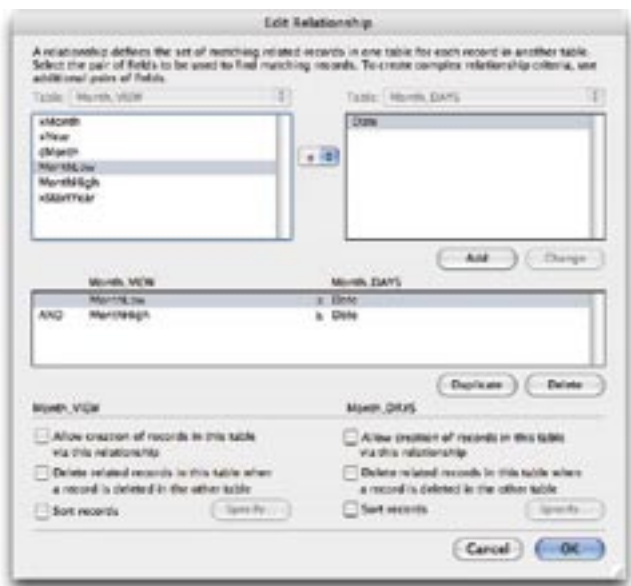 Edit Relationship
A relationship defines the set of matching related records in one table for each record in another table.
Select the pair of fields to be used to find matching records. To create complex relationship criteria, use
additional pairs of fields.
Table: Month_VIEW
Table: Month_DAYS
Date
xYear
MonthLow
MonthHigh
xStartYear
Add
Change
Month_VIEW
Month_DAYS
MonthLow
Date
AND
MonthHigh
Date
Duplicate
Delete
Month_VIEW
Month_DAYS
Allow creation of records in this table
via this relationship
Allow creation of records in this table
via this relationship
Delete related records in this table when
a record is deleted in the other table
Delete related records in this table when
a record is deleted in the other table
Sort records
Specify...
Sort records
Specify...
Cancel
OK